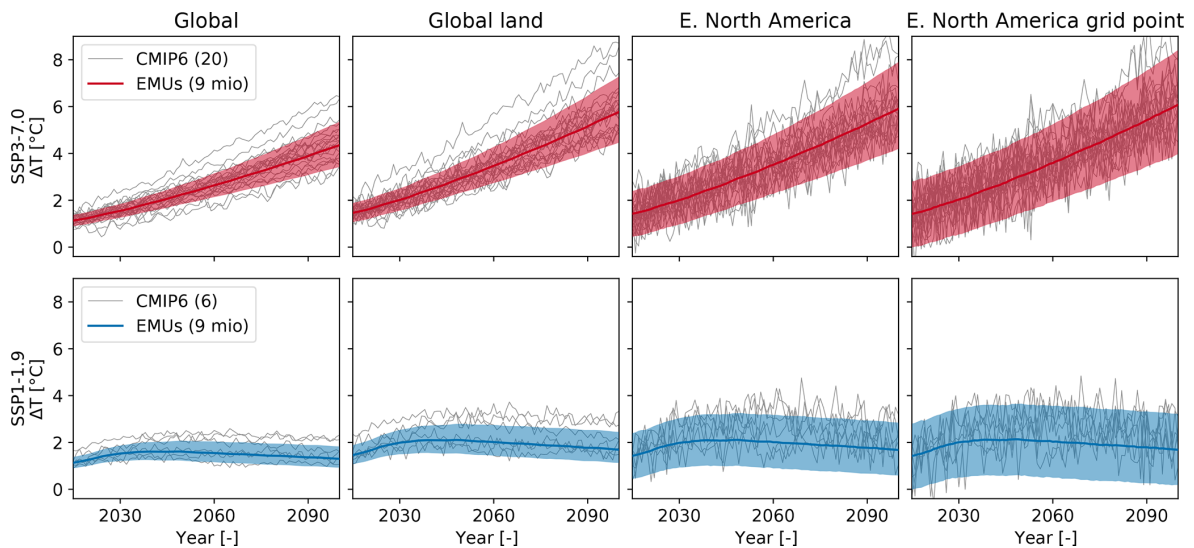 Global
Global land
E. North America
E. North America grid point
SSP3-7.0
ΔT [°C]
8
6
4
2
0
CMIP6 (20)
EMUs (9 mio)
SSP1-1.9
ΔT [°C]
8
6
4
2
0
CMIP6 (6)
EMUs (9 mio)
2030 2060 2090
2030 2060 2090
2030 2060 2090
2030 2060 2090
Year [-]
Year [-]
Year [-]
Year [-]